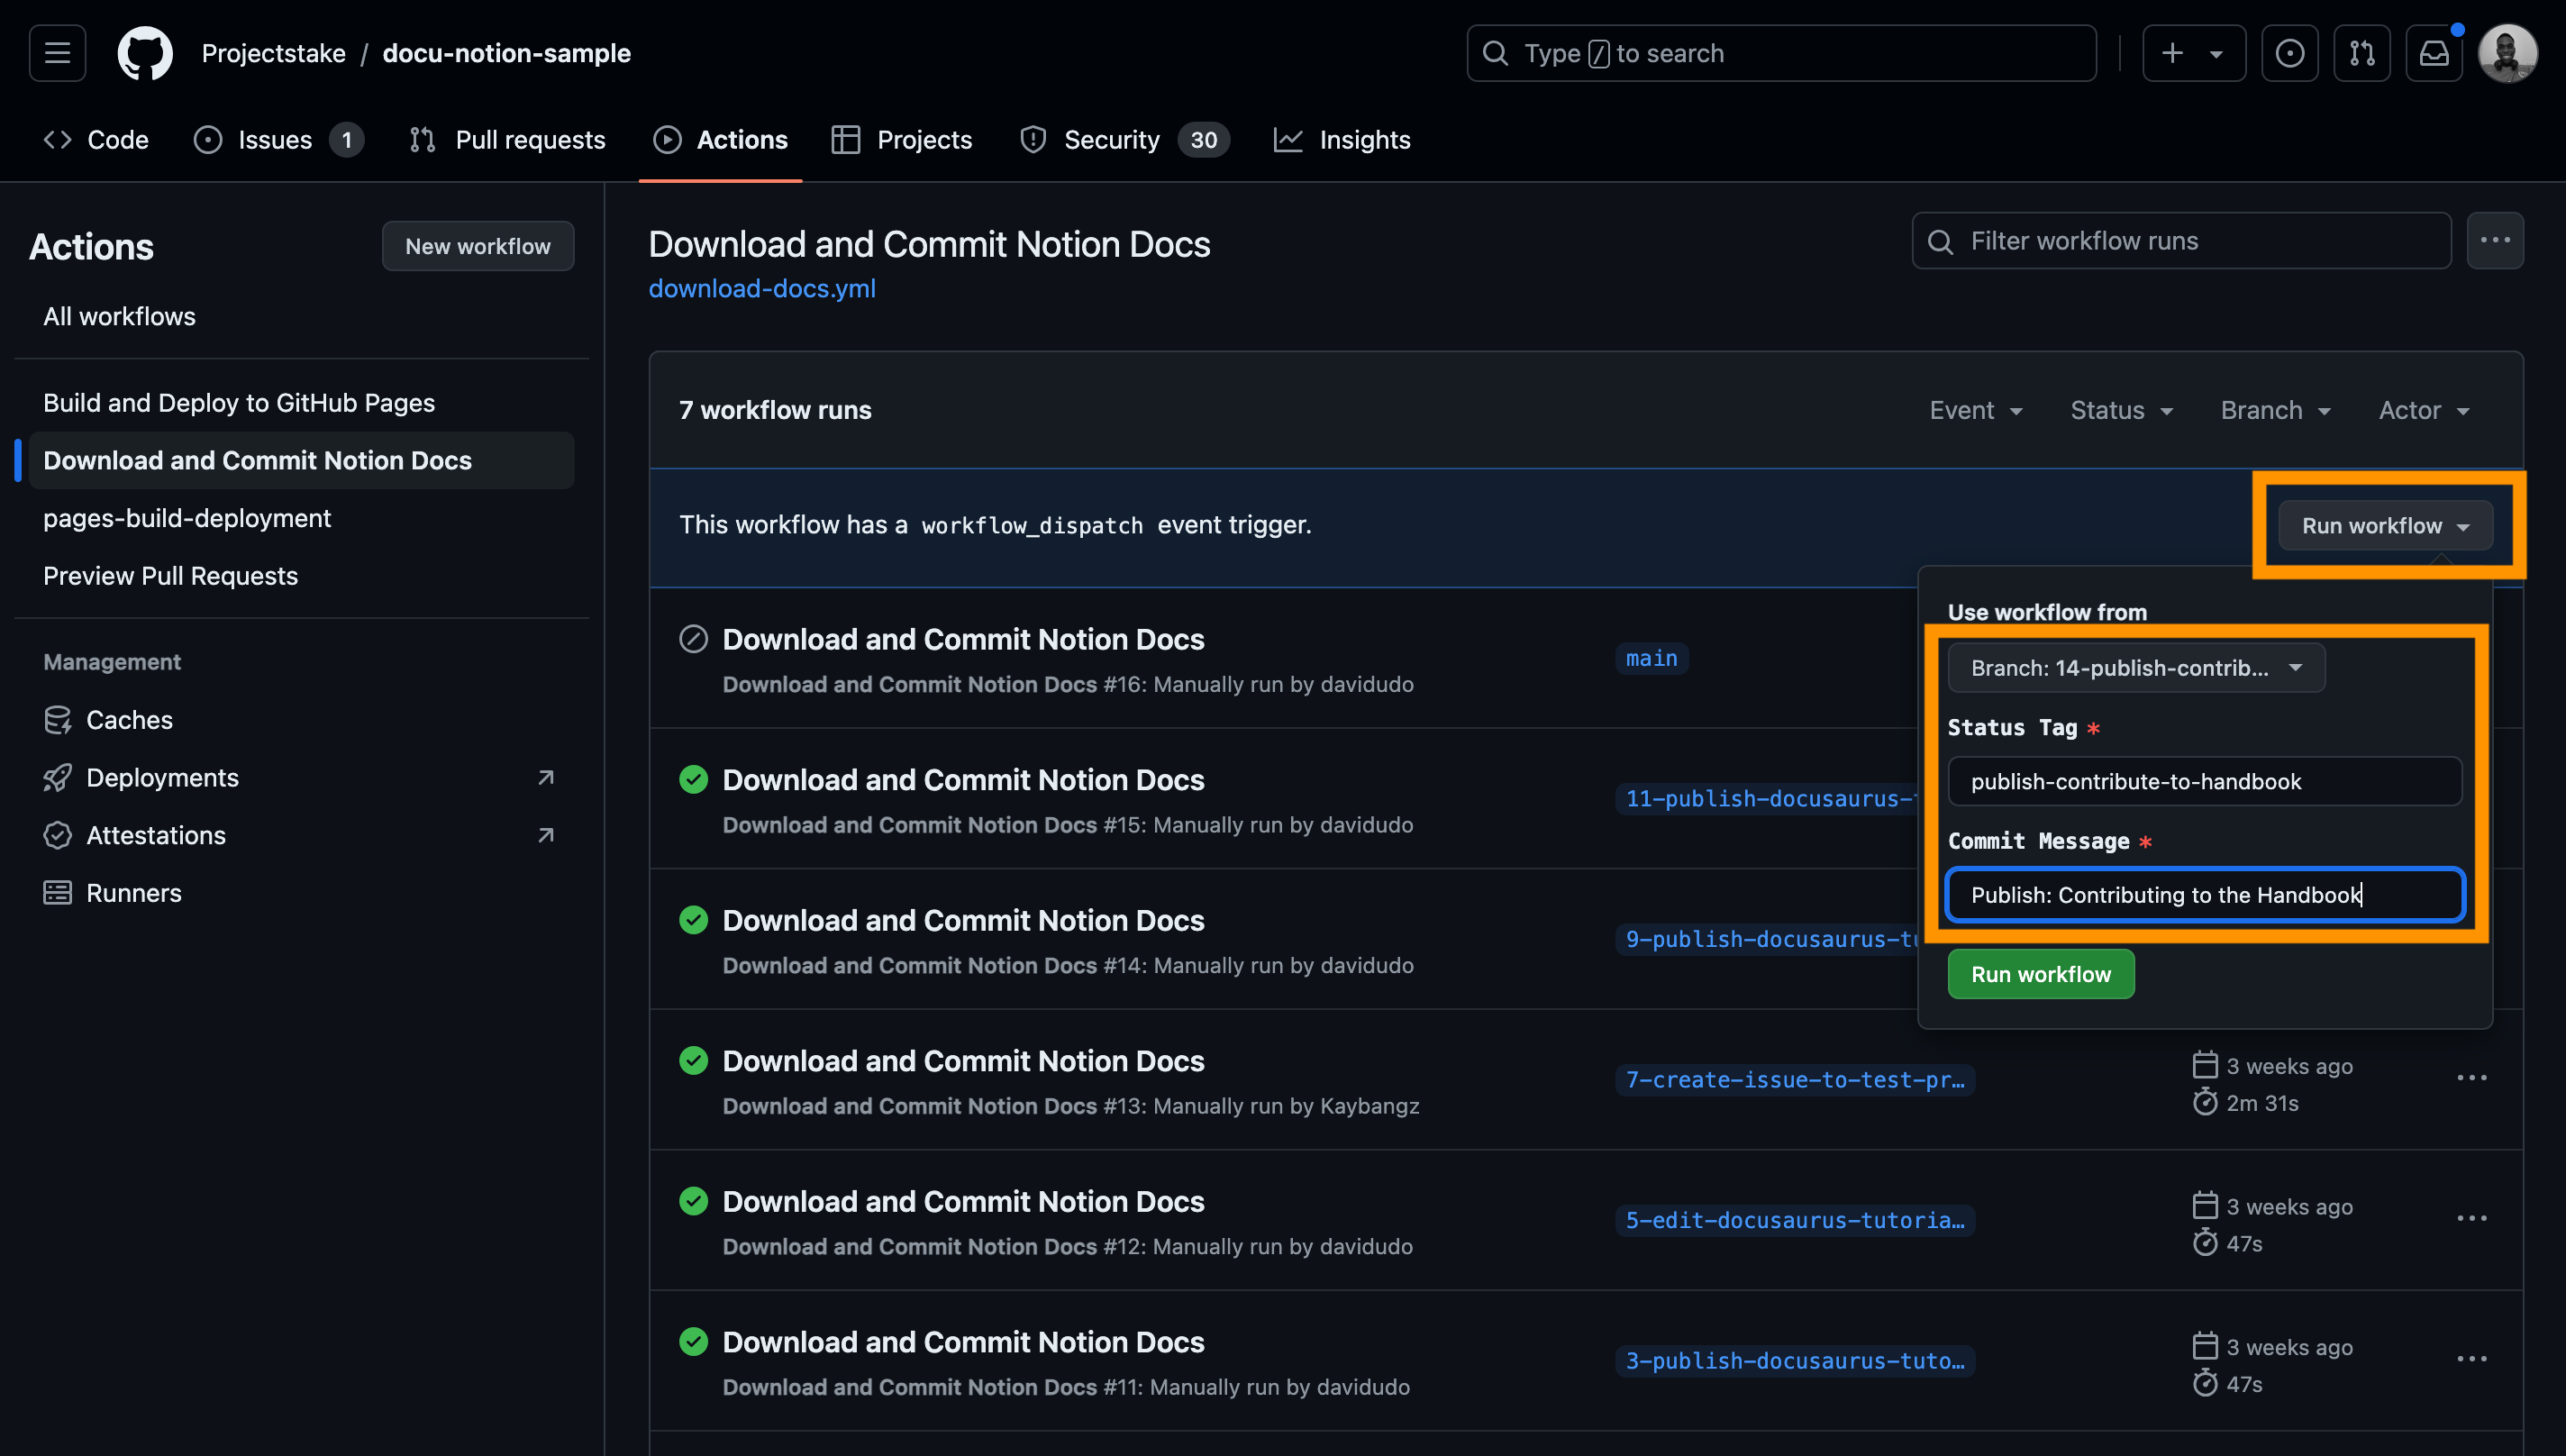 Projectstake / docu-notion-sample
Type / to search
Code
Issues 1
Pull requests
Actions
Projects
Security 30
Insights
Actions
New workflow
All workflows
Build and Deploy to GitHub Pages
Download and Commit Notion Docs
pages-build-deployment
Preview Pull Requests
Management
Caches
Deployments
Attestations
Runners
Download and Commit Notion Docs
download-docs.yml
Filter workflow runs
7 workflow runs
Event
Status
Branch
Actor
This workflow has a workflow_dispatch event trigger.
Run workflow
Use workflow from
Branch: 14-publish-contrib...
Status Tag *
publish-contribute-to-handbook
Commit Message *
Publish: Contributing to the Handbook
Run workflow
Download and Commit Notion Docs
Download and Commit Notion Docs #16: Manually run by davidudo
main
Download and Commit Notion Docs
Download and Commit Notion Docs #15: Manually run by davidudo
11-publish-docusaurus-
Download and Commit Notion Docs
Download and Commit Notion Docs #14: Manually run by davidudo
9-publish-docusaurus-tu
Download and Commit Notion Docs
Download and Commit Notion Docs #13: Manually run by Kaybangz
7-create-issue-to-test-pr…
3 weeks ago
2m 31s
Download and Commit Notion Docs
Download and Commit Notion Docs #12: Manually run by davidudo
5-edit-docusaurus-tutoria…
3 weeks ago
47s
Download and Commit Notion Docs
Download and Commit Notion Docs #11: Manually run by davidudo
3-publish-docusaurus-tuto…
3 weeks ago
47s